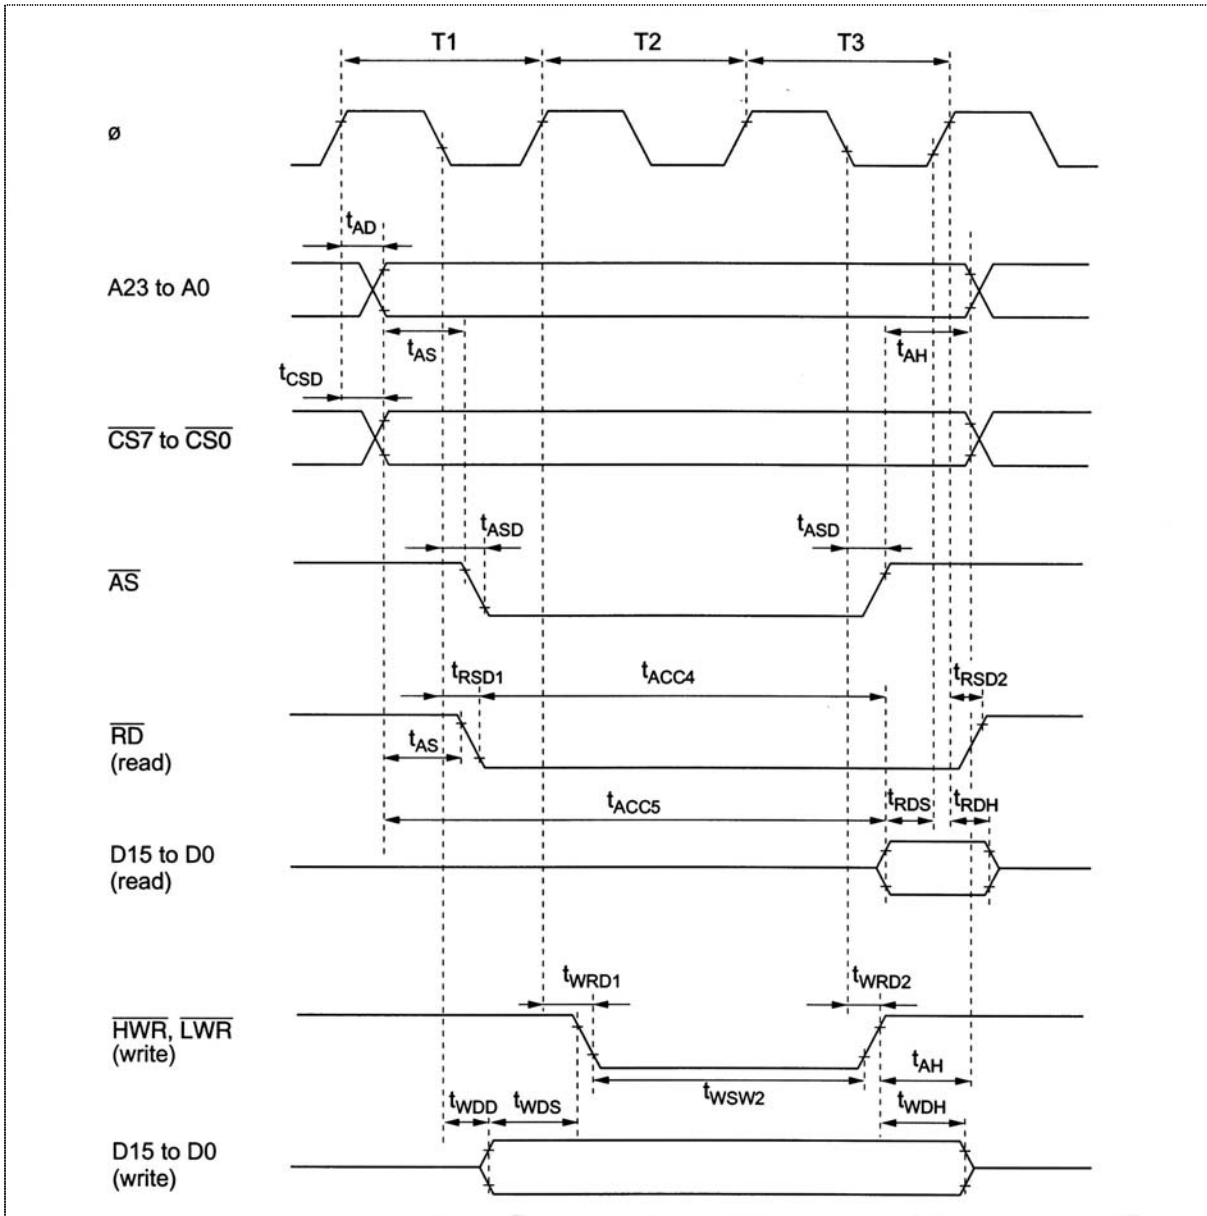 T1 T2 T3
ø
tAD
A23 to A0
tAS tAH
tCSD
CS7 to CS0
tASD tASD
AS
tRSD1 tACC4 tRSD2
RD
(read)
tAS
tACC5 tRDS tRDH
D15 to D0
(read)
tWRD1 tWRD2
HWR, LWR
(write)
tAH
tWSW2
tWDD tWDS tWDH
D15 to D0
(write)